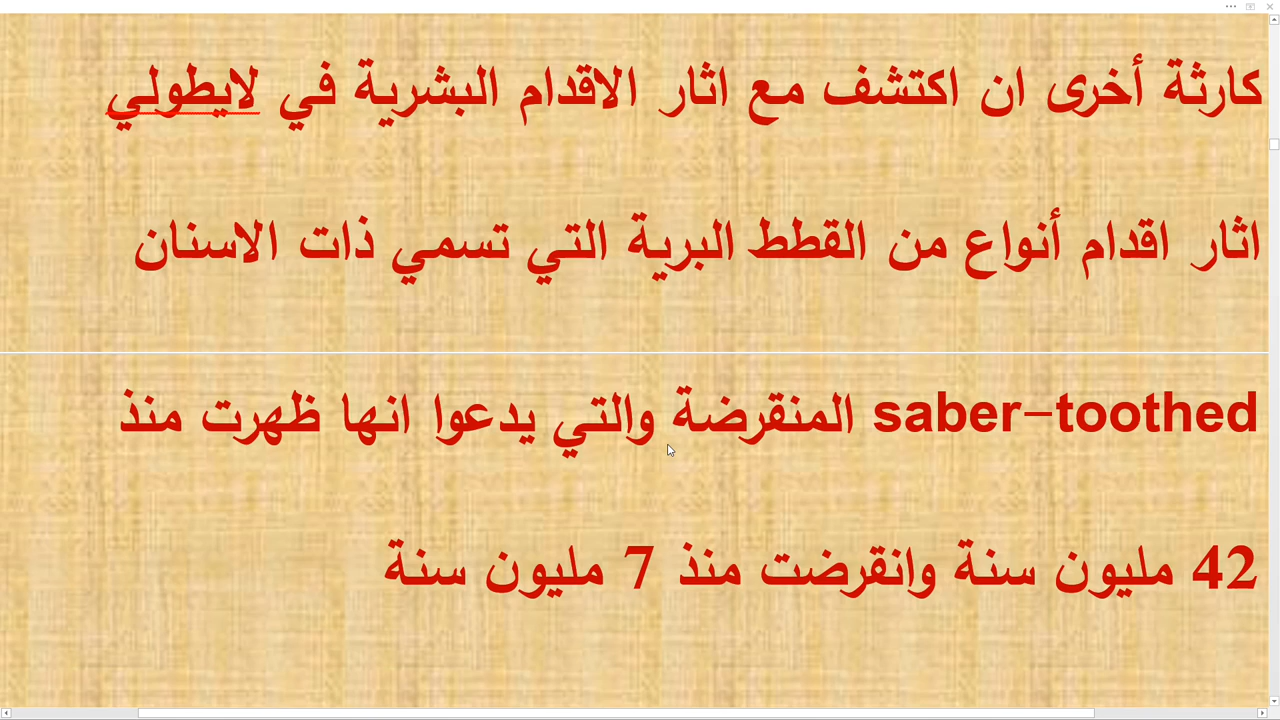 كارثة أخرى ان اكتشف مع اثار الاقدام البشرية في لايطولي
اثار اقدام أنواع من القطط البرية التي تسمي ذات الاسنان
saber-toothed المنقرضة والتي يدعوا انها ظهرت منذ
42 مليون سنة وانقرضت منذ 7 مليون سنة